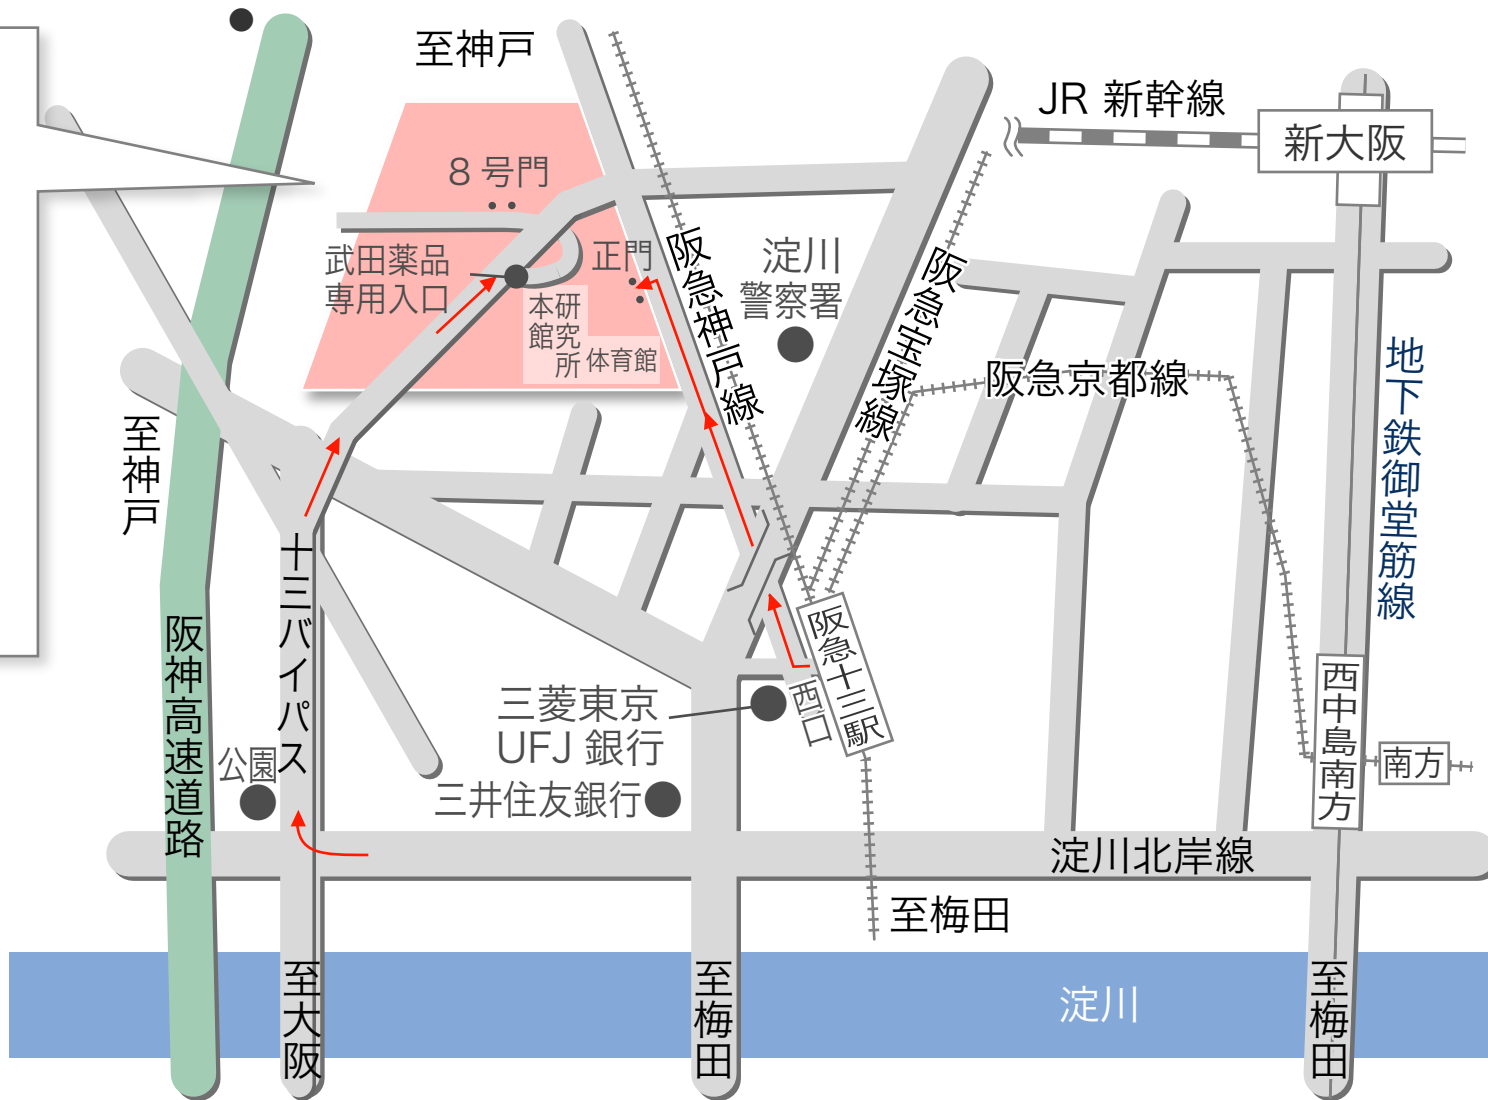 至神戸
JR 新幹線
新大阪
8 号門
武田薬品
専用入口
正門
本館
研究所
体育館
阪急神戸線
淀川
警察署
阪急宝塚線
阪急京都線
地下鉄御堂筋線
至神戸
十三バイパス
阪神高速道路
公園
三菱東京
UFJ 銀行
三井住友銀行
西口
阪急十三駅
西中島南方
南方
淀川北岸線
至梅田
淀川
至大阪
至梅田
至梅田